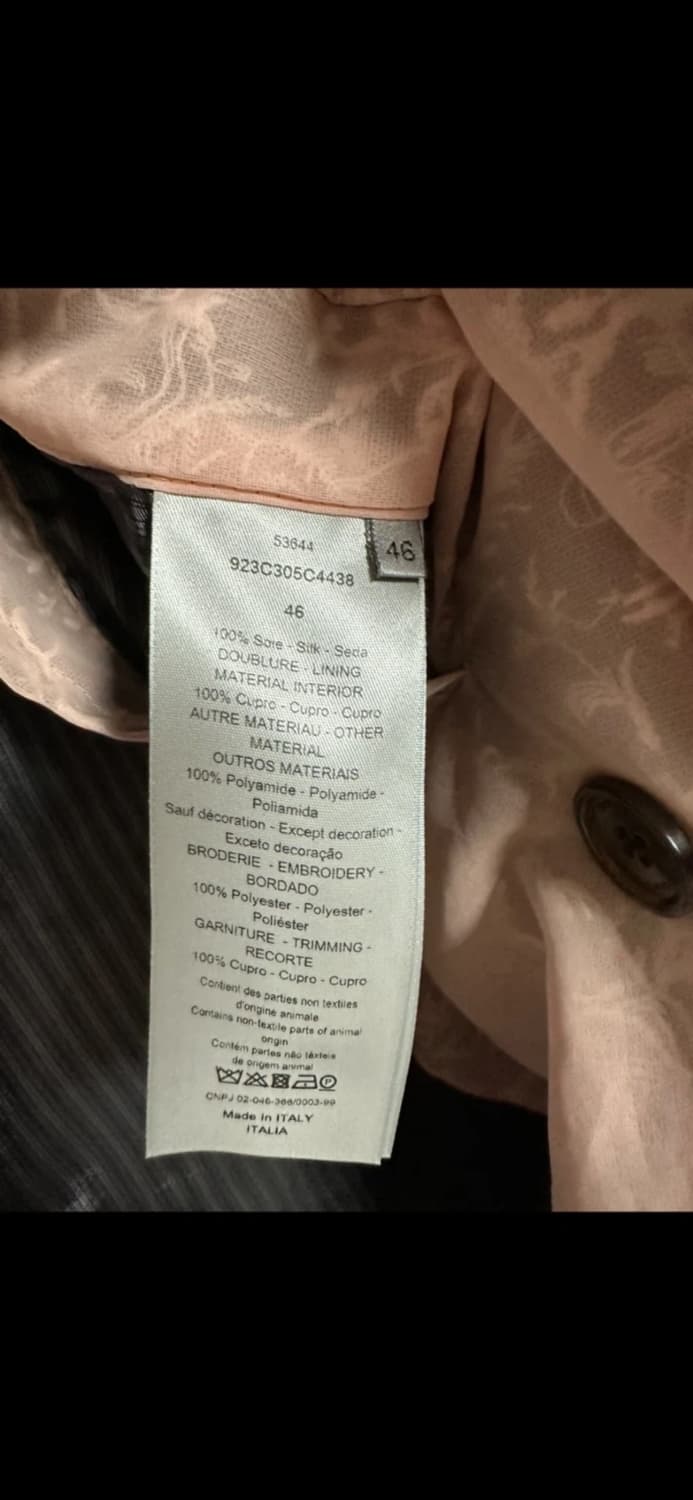 53644
46
923C305C4438
46
100% Soie - Silk - Seda
DOUBLURE - LINING
MATERIAL INTERIOR
100% Cupro - Cupro - Cupro
AUTRE MATERIAU - OTHER
MATERIAL
OUTROS MATERIAIS
100% Polyamide - Polyamide -
Poliamida
Sauf décoration - Except decoration -
Exceto decoração
BRODERIE - EMBROIDERY -
BORDADO
100% Polyester - Polyester -
Poliéster
GARNITURE - TRIMMING -
RECORTE
100% Cupro - Cupro - Cupro
Contient des parties non textiles
d'origine animale
Contains non-textile parts of animal
origin
Contém partes não têxteis
de origem animal
P
CNPJ 02-046-366/0003-99
Made in ITALY
ITALIA